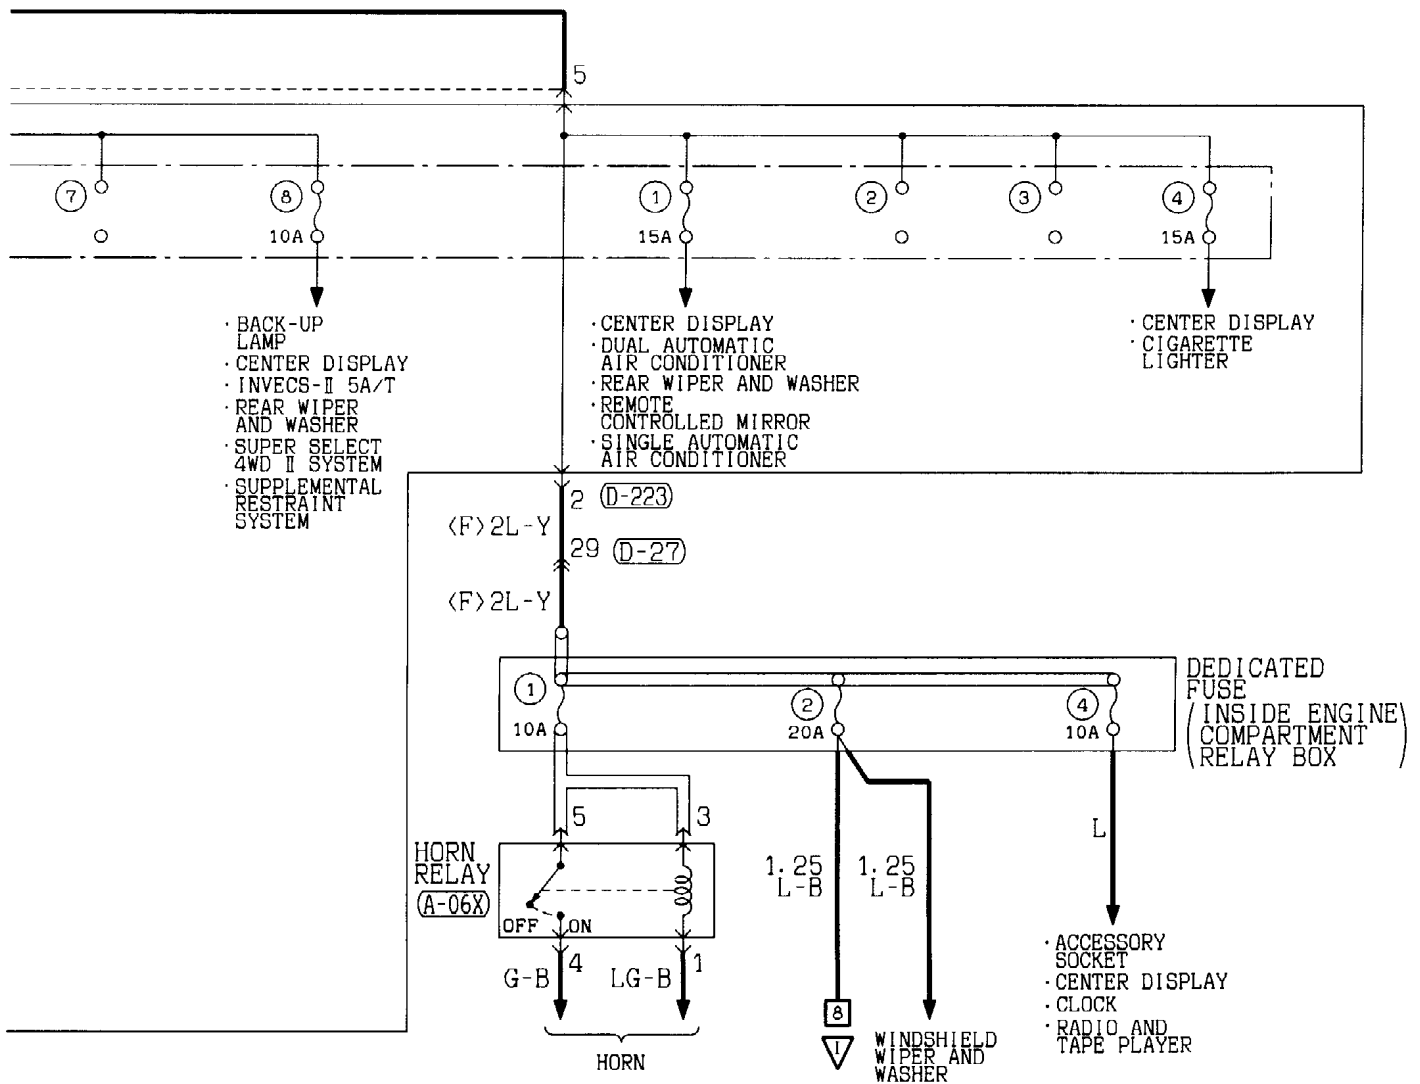 5
7
8
10A
1
15A
2
3
4
15A
·BACK-UP
LAMP
·CENTER DISPLAY
·INVECS-Ⅱ 5A/T
·REAR WIPER
AND WASHER
·SUPER SELECT
4WD Ⅱ SYSTEM
·SUPPLEMENTAL
RESTRAINT
SYSTEM
·CENTER DISPLAY
·DUAL AUTOMATIC
AIR CONDITIONER
·REAR WIPER AND WASHER
·REMOTE
CONTROLLED MIRROR
·SINGLE AUTOMATIC
AIR CONDITIONER
·CENTER DISPLAY
·CIGARETTE
LIGHTER
2 (D-223)
<F>2L-Y
29 (D-27)
<F>2L-Y
DEDICATED
FUSE
(INSIDE ENGINE
COMPARTMENT
RELAY BOX)
1
10A
2
20A
4
10A
5
3
HORN
RELAY
(A-06X)
OFF
ON
4
1
G-B
LG-B
HORN
1.25
L-B
1.25
L-B
L
8
I
WINDSHIELD
WIPER AND
WASHER
·ACCESSORY
SOCKET
·CENTER DISPLAY
·CLOCK
·RADIO AND
TAPE PLAYER